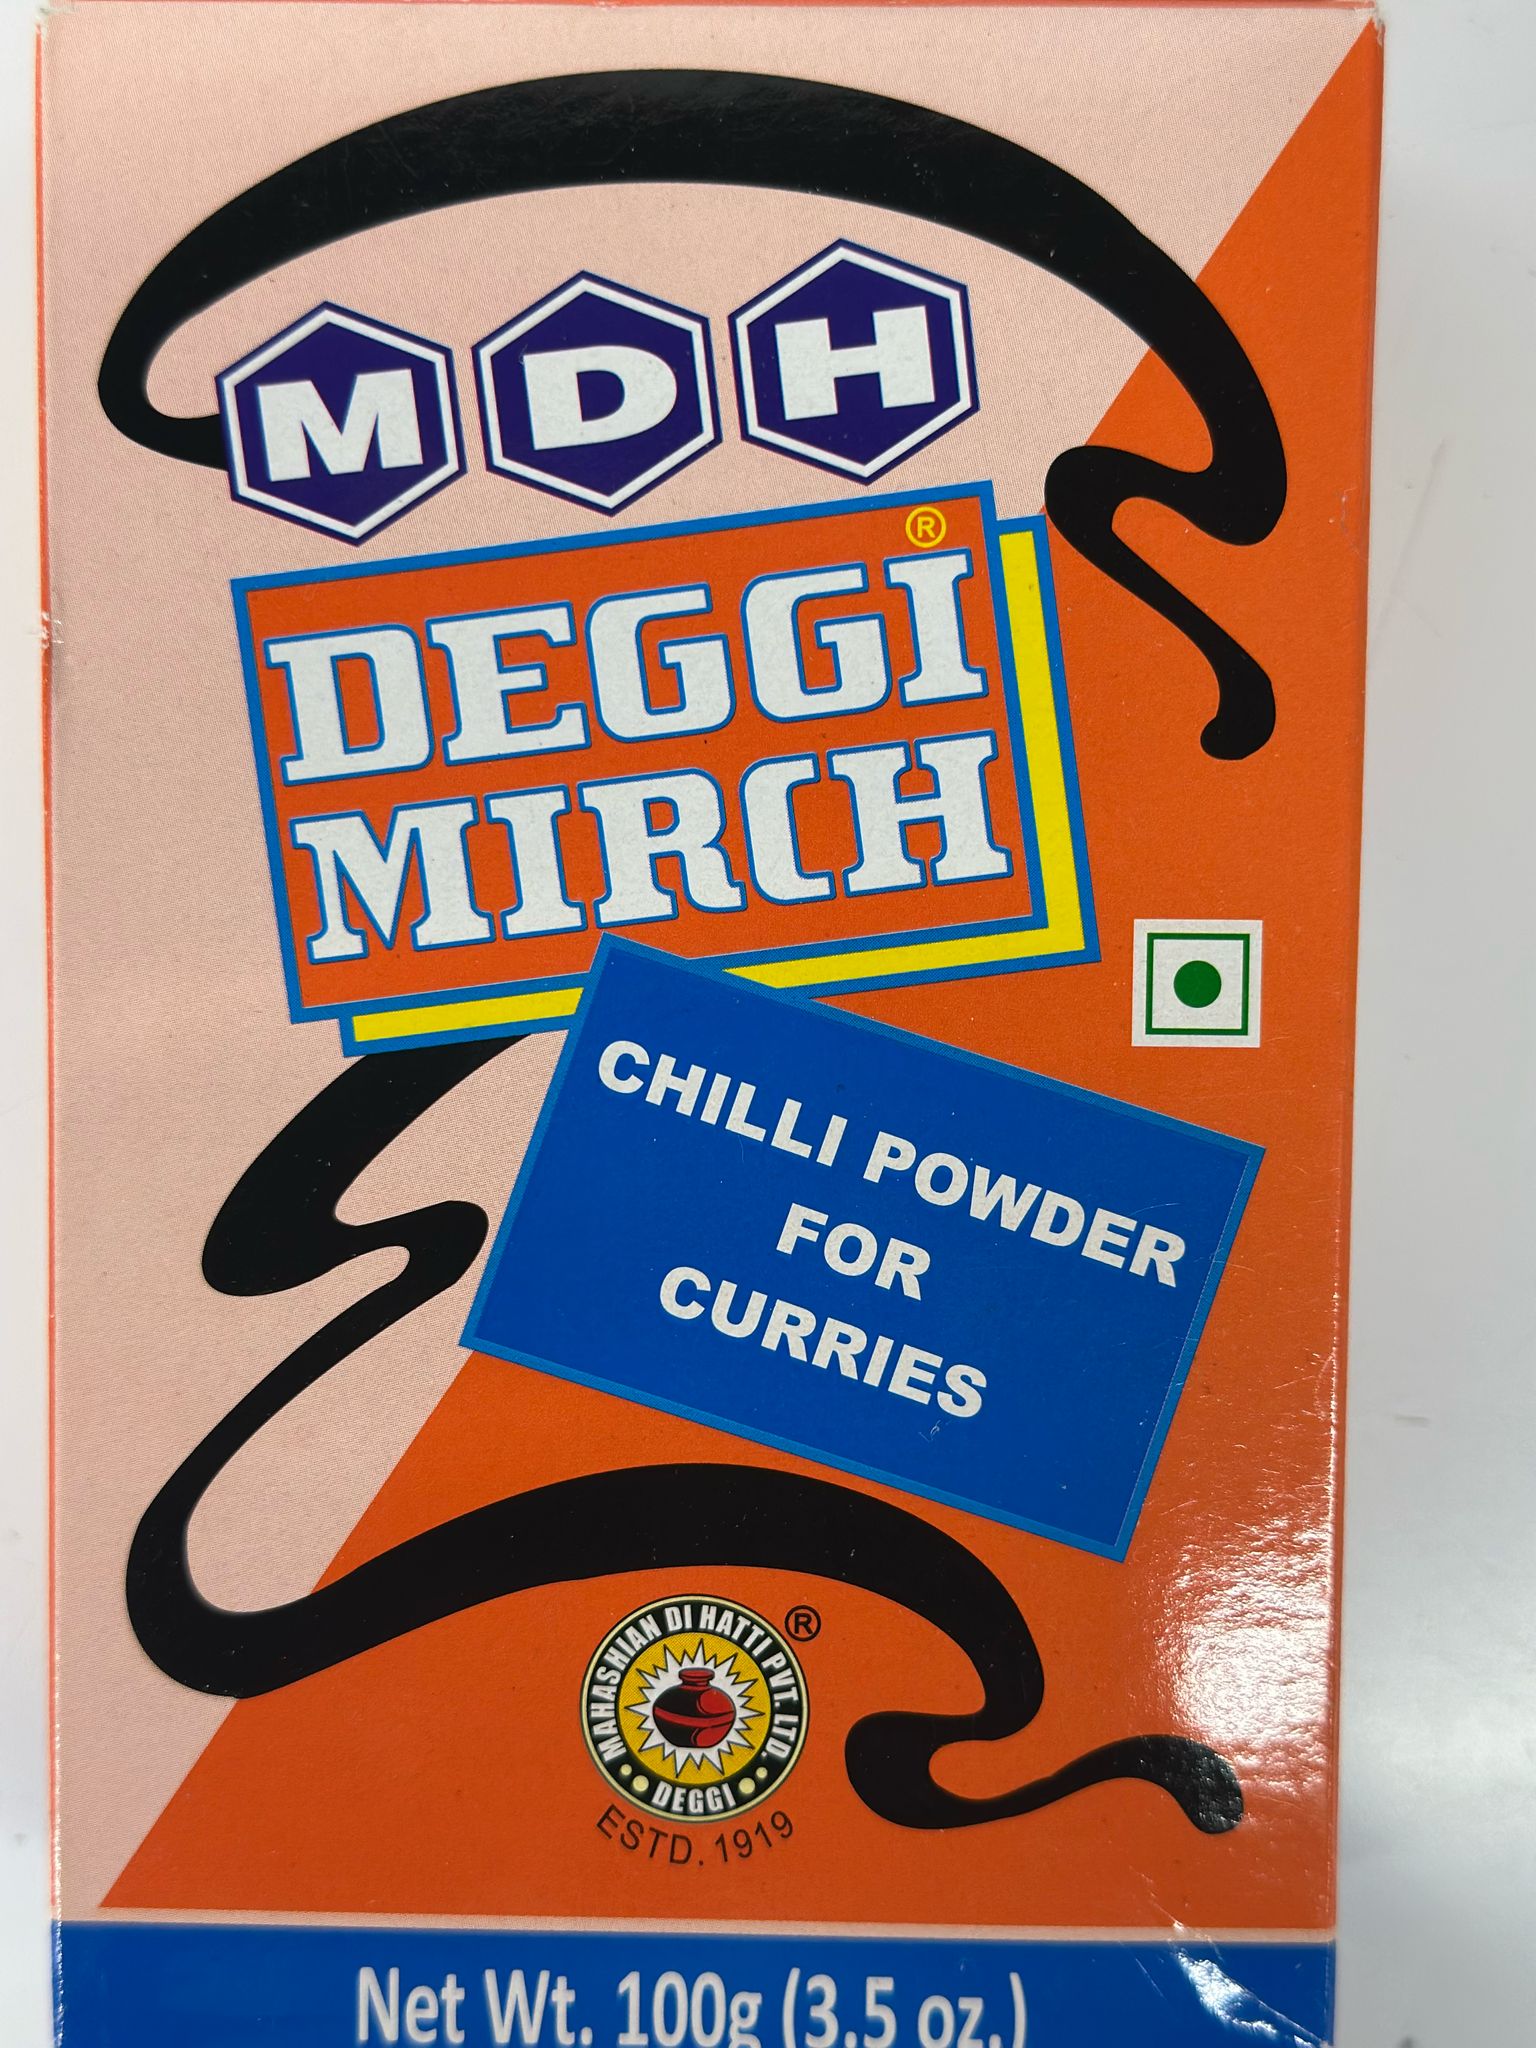 MDH
DEGGI®
MIRCH
CHILLI POWDER
FOR
CURRIES
MAHASHIAN DI HATTI PVT. LTD.
®
DEGGI
ESTD. 1919
Net Wt. 100g (3.5 oz.)